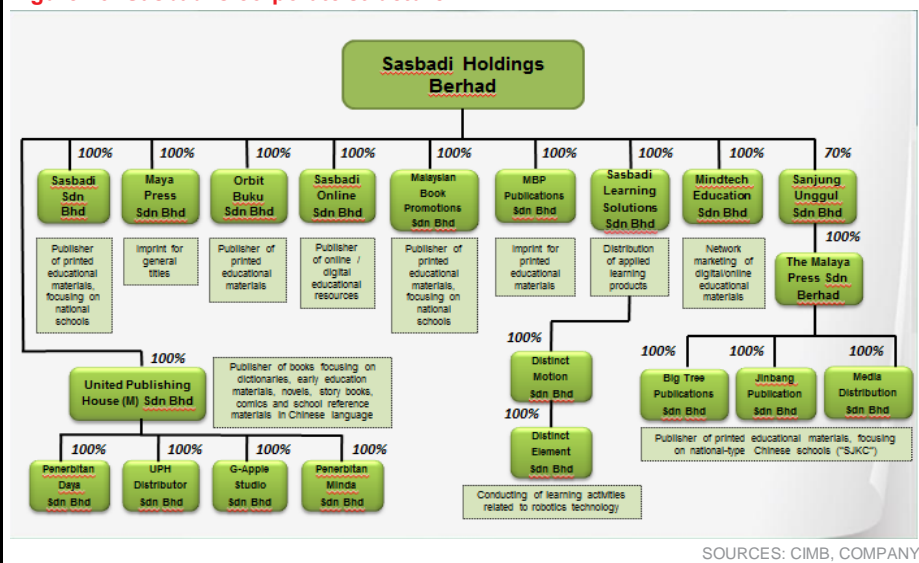 Sasbadi Holdings
Berhad
100%
100%
100%
100%
100%
100%
100%
100%
70%
Sasbadi
Sdn
Bhd
Maya
Press
Sdn Bhd
Orbit
Buku
Sdn Bhd
Sasbadi
Online
Sdn Bhd
Malaysian
Book
Promotions
Sdn Bhd
MBP
Publications
Sdn Bhd
Sasbadi
Learning
Solutions
Sdn Bhd
Mindtech
Education
Sdn Bhd
Sanjung
Unggul
Sdn Bhd
Publisher
of printed
educational
materials,
focusing on
national
schools
Imprint for
general
titles
Publisher of
printed
educational
materials
Publisher
of online /
digital
educational
resources
Publisher of
printed
educational
materials,
focusing on
national
schools
Imprint for
printed
educational
materials
Distribution
of applied
learning
products
Network
marketing of
digital/online
educational
materials
100%
The Malaya
Press Sdn
Berhad
100%
United Publishing
House (M) Sdn Bhd
Publisher of books focusing on
dictionaries, early education
materials, novels, story books,
comics and school reference
materials in Chinese language
100%
Distinct
Motion
Sdn Bhd
100%
Distinct
Element
Sdn Bhd
Conducting of learning activities
related to robotics technology
100%
100%
100%
Big Tree
Publications
Sdn Bhd
Jinbang
Publication
Sdn Bhd
Media
Distribution
Sdn Bhd
Publisher of printed educational materials, focusing
on national-type Chinese schools ("SJKC")
100%
100%
100%
100%
Penerbitan
Daya
Sdn Bhd
UPH
Distributor
Sdn Bhd
G-Apple
Studio
Sdn Bhd
Penerbitan
Minda
Sdn Bhd
SOURCES: CIMB, COMPANY